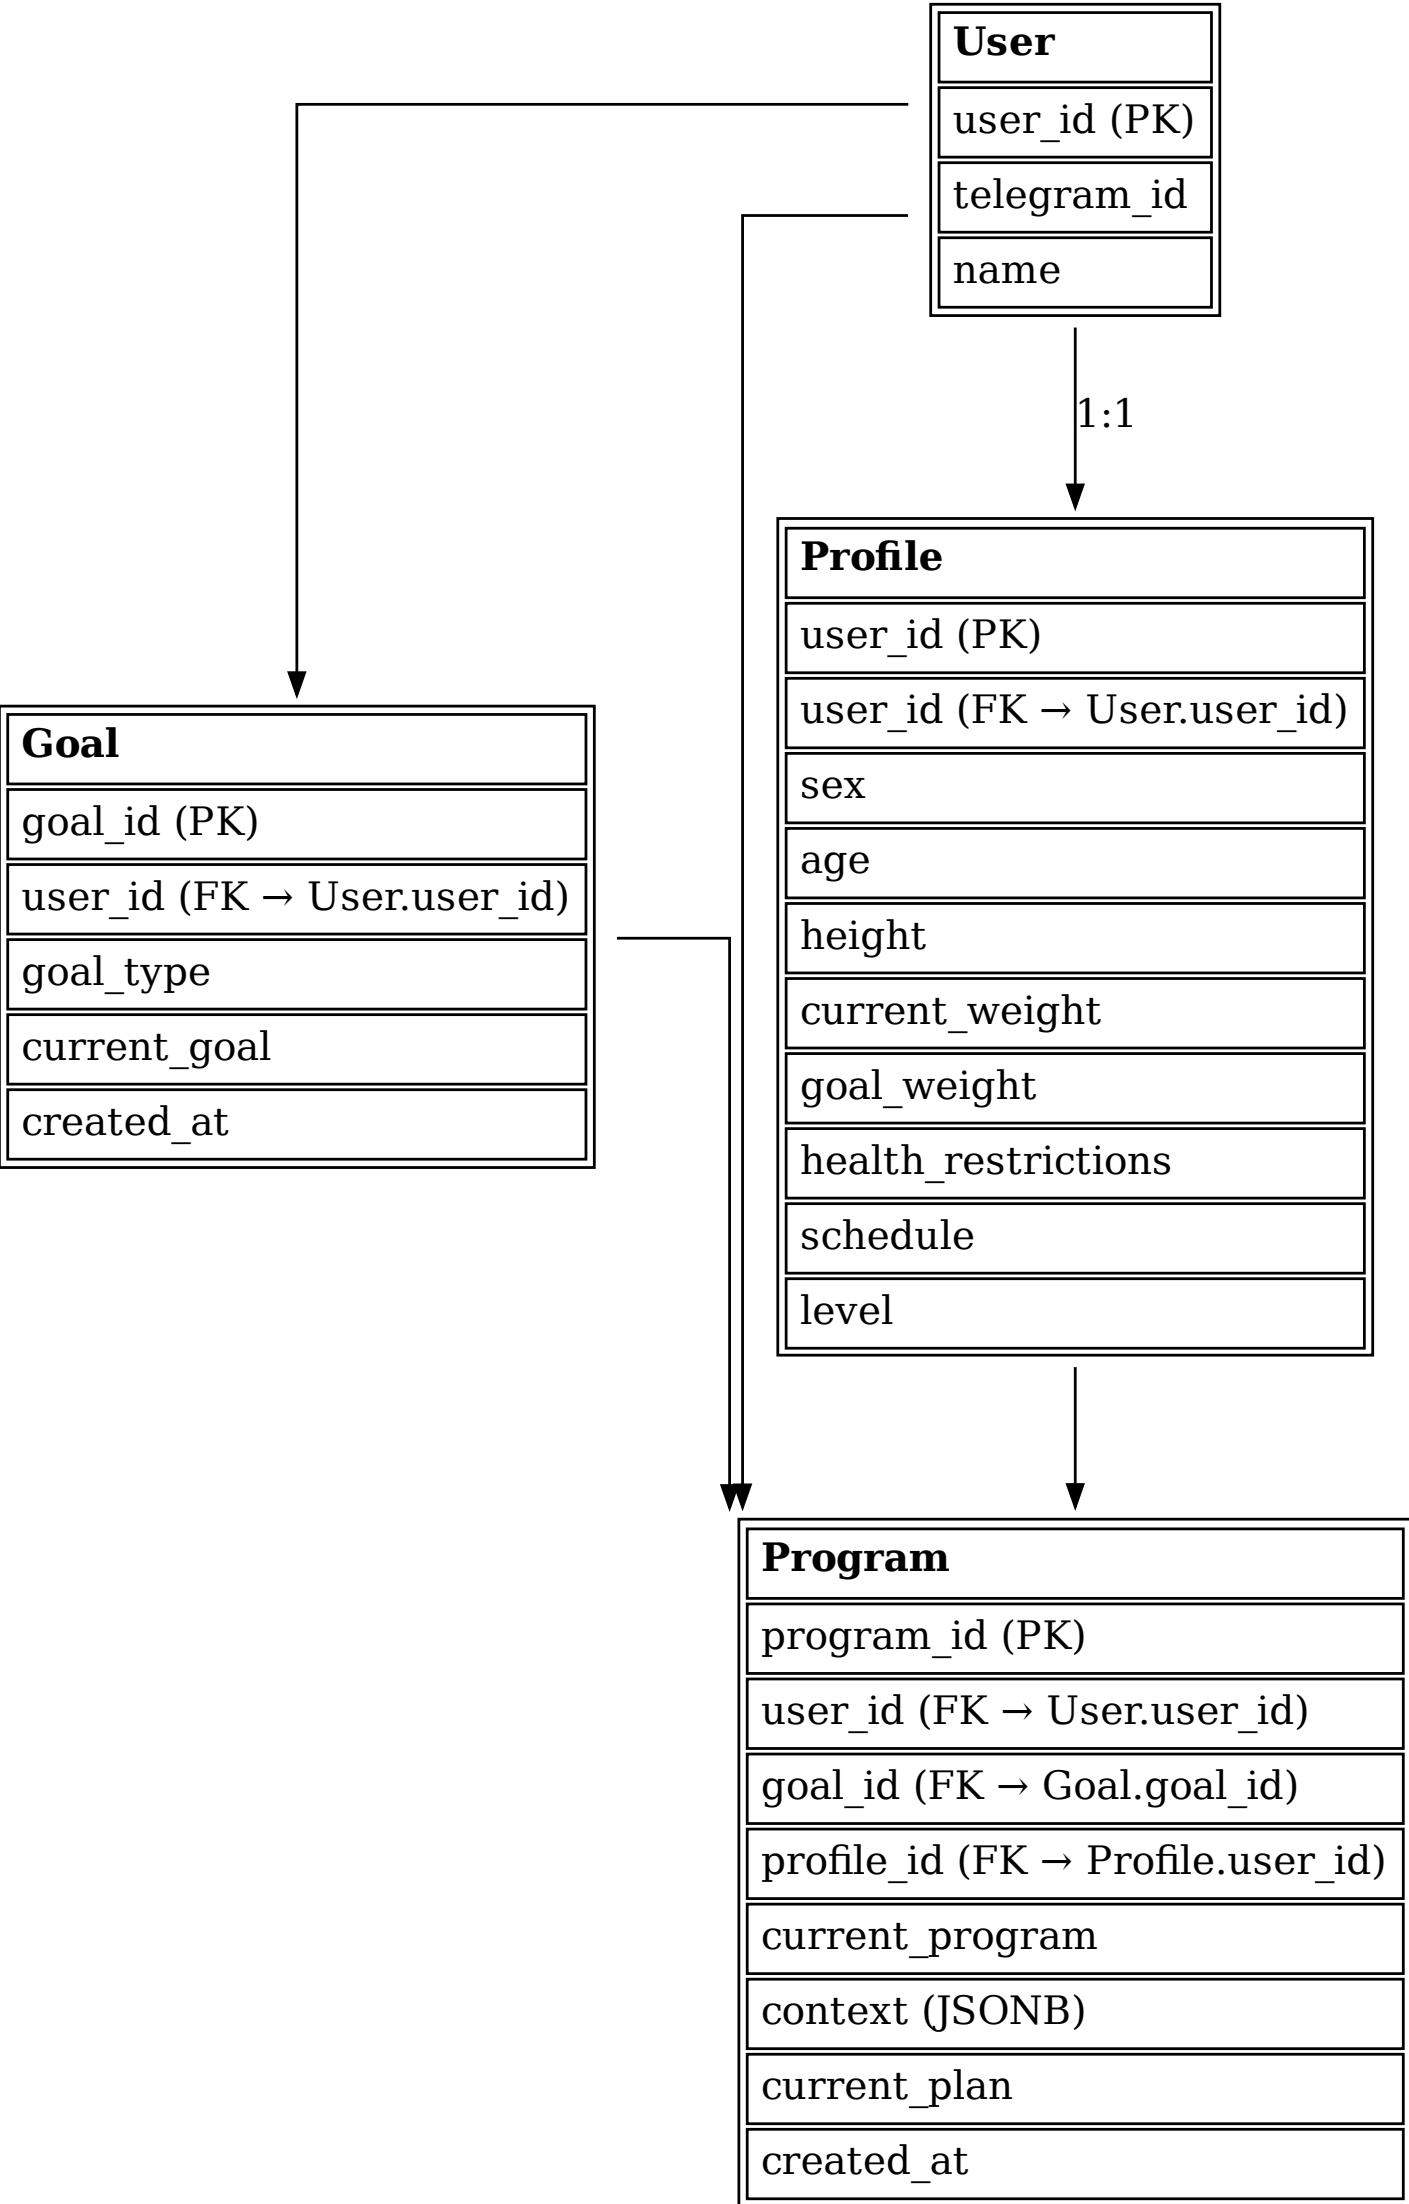 User
user_id (PK)
telegram_id
name
1:1
Profile
user_id (PK)
user_id (FK → User.user_id)
sex
age
height
current_weight
goal_weight
health_restrictions
schedule
level
Goal
goal_id (PK)
user_id (FK → User.user_id)
goal_type
current_goal
created_at
Program
program_id (PK)
user_id (FK → User.user_id)
goal_id (FK → Goal.goal_id)
profile_id (FK → Profile.user_id)
current_program
context (JSONB)
current_plan
created_at